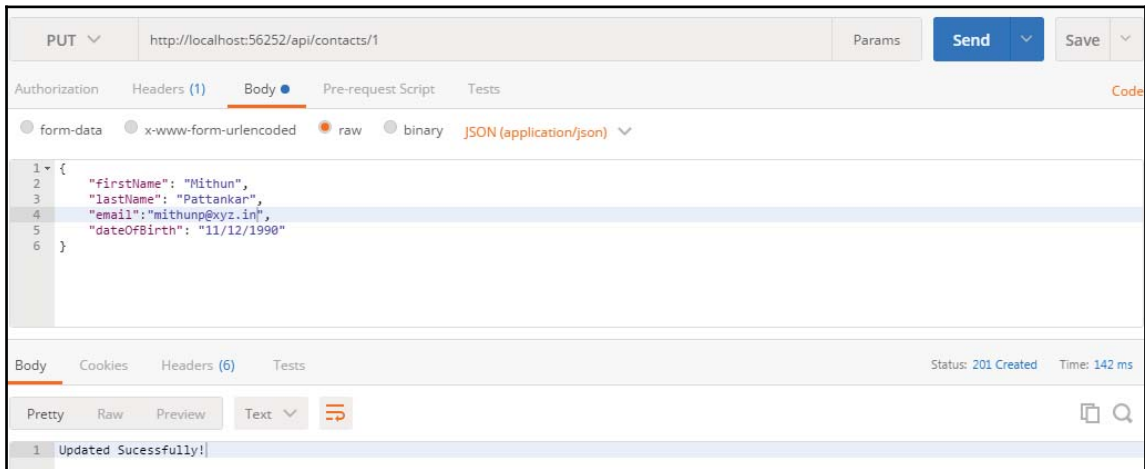 PUT http://localhost:56252/api/contacts/1 Params Send Save
Authorization Headers (1) Body Pre-request Script Tests Code
form-data x-www-form-urlencoded raw binary JSON (application/json)
1 {
2 "firstName": "Mithun",
3 "lastName": "Pattankar",
4 "email":"mithunp@xyz.in",
5 "dateOfBirth": "11/12/1990"
6 }
Body Cookies Headers (6) Tests Status: 201 Created Time: 142 ms
Pretty Raw Preview Text
1 Updated Sucessfully!